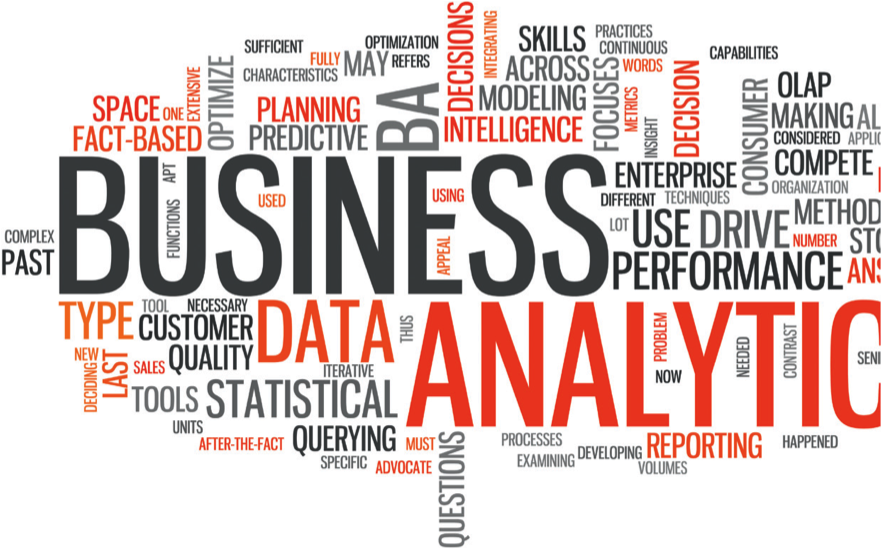 DECISIONS
INTEGRATING
SKILLS
PRACTICES
CONTINUOUS
SUFFICIENT
OPTIMIZATION
FULLY
MAY
REFERS
CHARACTERISTICS
OPTIMIZE
EXTENSIVE
ACROSS
FOCUSES
WORDS
CAPABILITIES
DECISION
CONSUMER
OLAP
SPACE
ONE
PLANNING
BA
MODELING
METRICS
MAKING
AL
FACT-BASED
PREDICTIVE
INTELLIGENCE
INSIGHT
CONSIDERED
APPLIC
BUSINESS
APT
FUNCTIONS
USED
USING
APPEAL
ENTERPRISE
COMPETE
ORGANIZATION
DIFFERENT
TECHNIQUES
METHOD
LOT
USE
DRIVE
NUMBER
STO
COMPLEX
PAST
PERFORMANCE
ANS
TYPE
TOOL
NECESSARY
CUSTOMER
DATA
THUS
ANALYTIC
PROBLEM
NOW
NEEDED
CONTRAST
SENI
NEW
LAST
DECIDING
SALES
QUALITY
ITERATIVE
TOOLS
STATISTICAL
UNITS
AFTER-THE-FACT
QUERYING
MUST
QUESTIONS
PROCESSES
DEVELOPING
REPORTING
HAPPENED
SPECIFIC
ADVOCATE
EXAMINING
VOLUMES